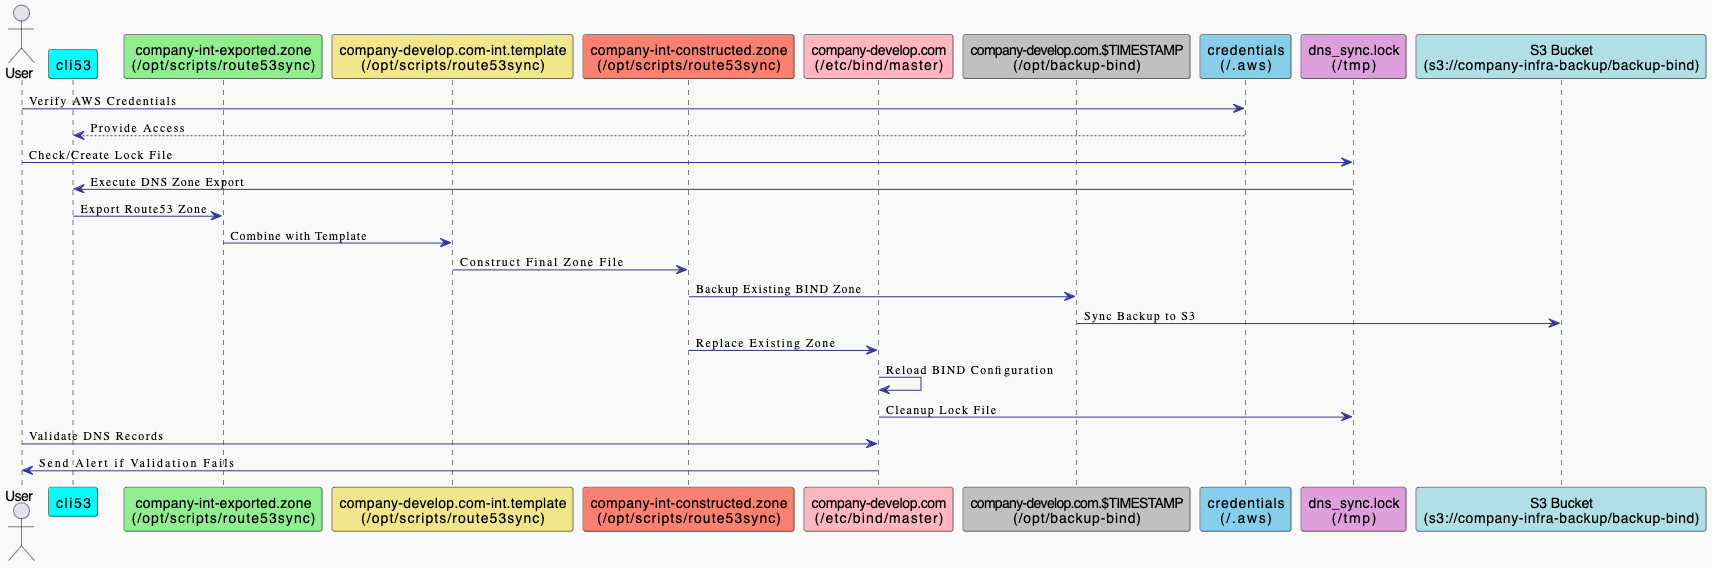 User
cli53
company-int-exported.zone
(/opt/scripts/route53sync)
company-develop.com-int.template
(/opt/scripts/route53sync)
company-int-constructed.zone
(/opt/scripts/route53sync)
company-develop.com
(/etc/bind/master)
company-develop.com.$TIMESTAMP
(/opt/backup-bind)
credentials
(/.aws)
dns_sync.lock
(/tmp)
S3 Bucket
(s3://company-infra-backup/backup-bind)
Verify AWS Credentials
Provide Access
Check/Create Lock File
Execute DNS Zone Export
Export Route53 Zone
Combine with Template
Construct Final Zone File
Backup Existing BIND Zone
Sync Backup to S3
Replace Existing Zone
Reload BIND Configuration
Cleanup Lock File
Validate DNS Records
Send Alert if Validation Fails
User
cli53
company-int-exported.zone
(/opt/scripts/route53sync)
company-develop.com-int.template
(/opt/scripts/route53sync)
company-int-constructed.zone
(/opt/scripts/route53sync)
company-develop.com
(/etc/bind/master)
company-develop.com.$TIMESTAMP
(/opt/backup-bind)
credentials
(/.aws)
dns_sync.lock
(/tmp)
S3 Bucket
(s3://company-infra-backup/backup-bind)